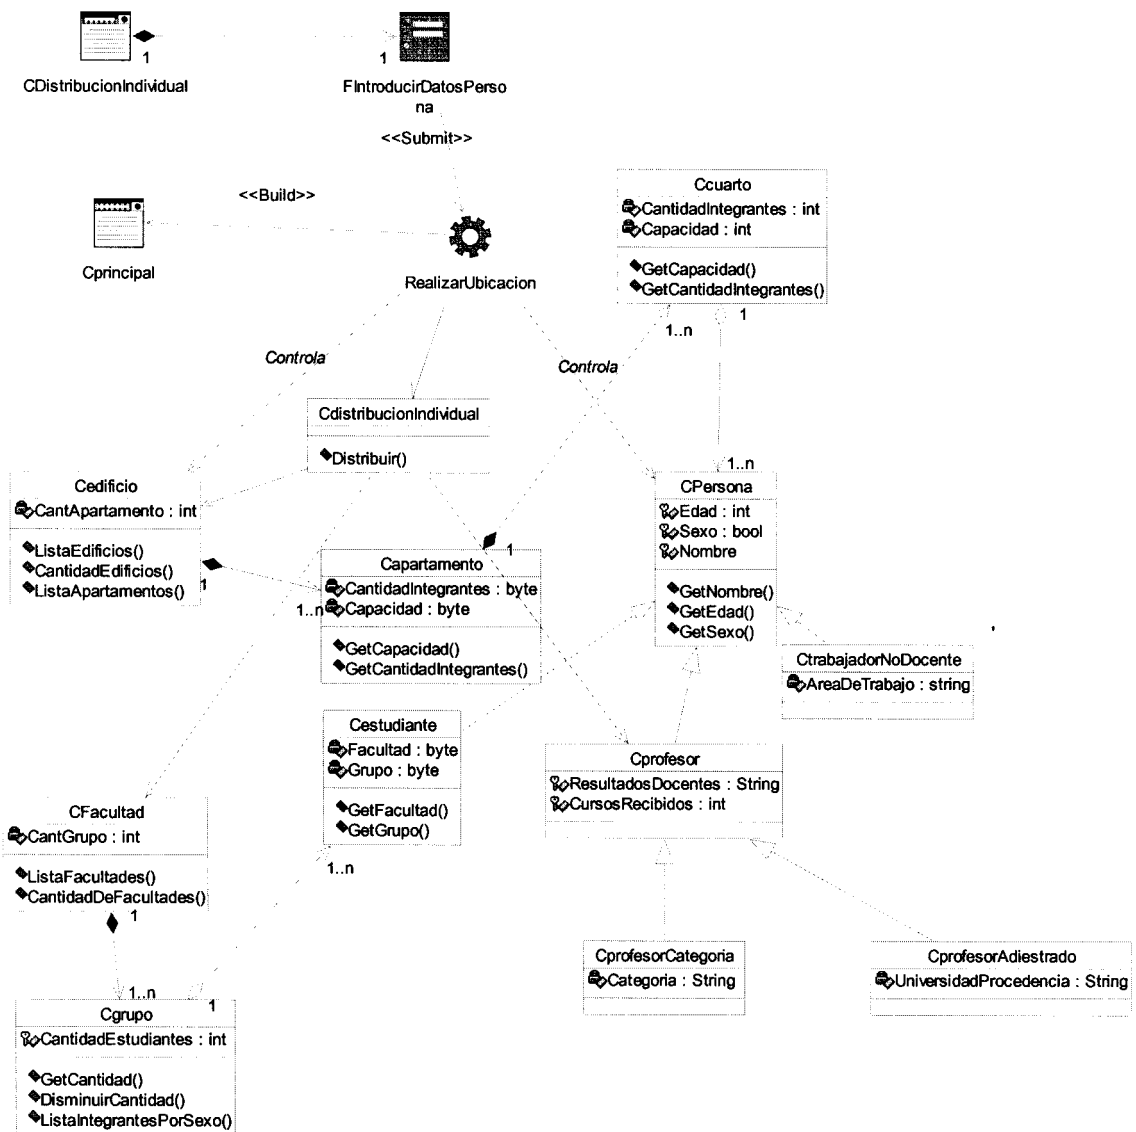 1
1
CDistribucionIndividual
FIntroducirDatosPerso
na
<<Submit>>
<<Build>>
Cprincipal
RealizarUbicacion
Ccuarto
CantidadIntegrantes : int
Capacidad : int
GetCapacidad()
GetCantidadIntegrantes()
1..n
1
Controla
Controla
CdistribucionIndividual
Distribuir()
1..n
Cedificio
CantApartamento : int
ListaEdificios()
CantidadEdificios()
ListaApartamentos()
1
1..n
1
Capartamento
CantidadIntegrantes : byte
Capacidad : byte
GetCapacidad()
GetCantidadIntegrantes()
CPersona
Edad : int
Sexo : bool
Nombre
GetNombre()
GetEdad()
GetSexo()
CtrabajadorNoDocente
AreaDeTrabajo : string
Cestudiante
Facultad : byte
Grupo : byte
GetFacultad()
GetGrupo()
1..n
Cprofesor
ResultadosDocentes : String
CursosRecibidos : int
CFacultad
CantGrupo : int
ListaFacultades()
CantidadDeFacultades()
1
1..n
1
CprofesorCategoria
Categoria : String
CprofesorAdiestrado
UniversidadProcedencia : String
Cgrupo
CantidadEstudiantes : int
GetCantidad()
DisminuirCantidad()
ListaIntegrantesPorSexo()